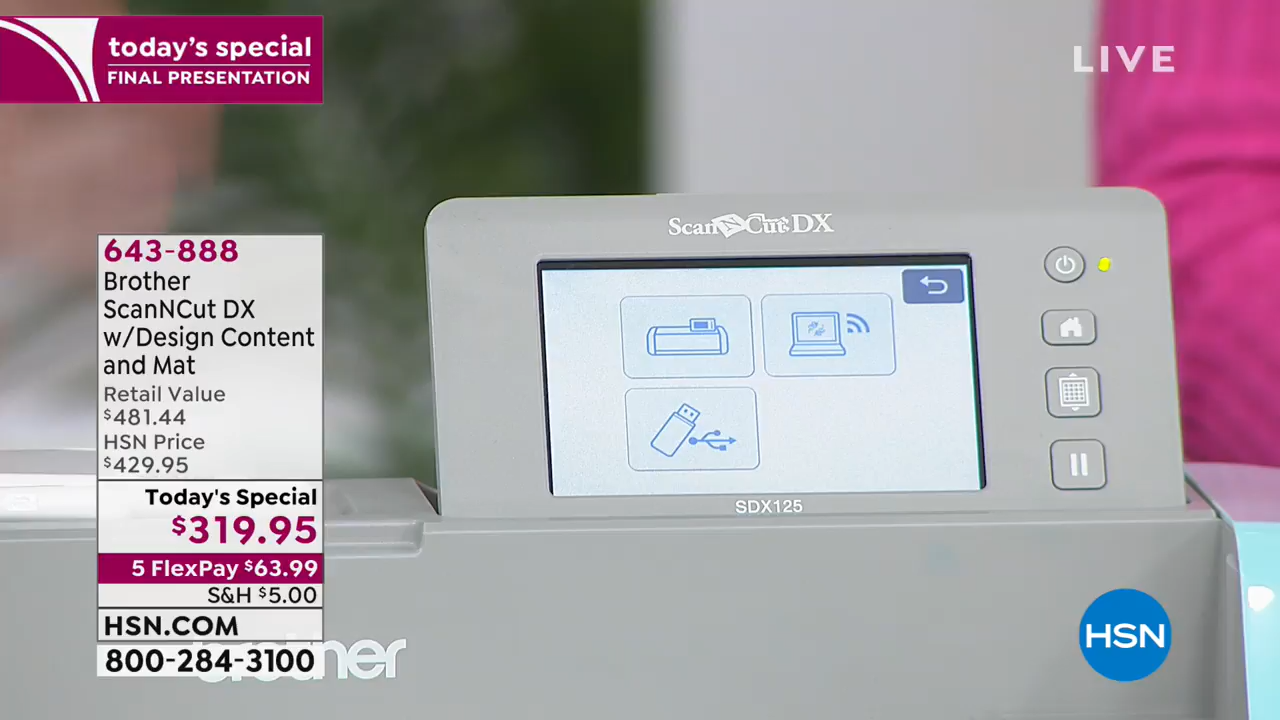 today's special
FINAL PRESENTATION
LIVE
643-888
Brother
ScanNCut DX
w/Design Content
and Mat
Retail Value
$481.44
HSN Price
$429.95
Today's Special
$319.95
5 FlexPay $63.99
S&H $5.00
HSN.COM
800-284-3100
ScanNCut DX
SDX125
brother
HSN